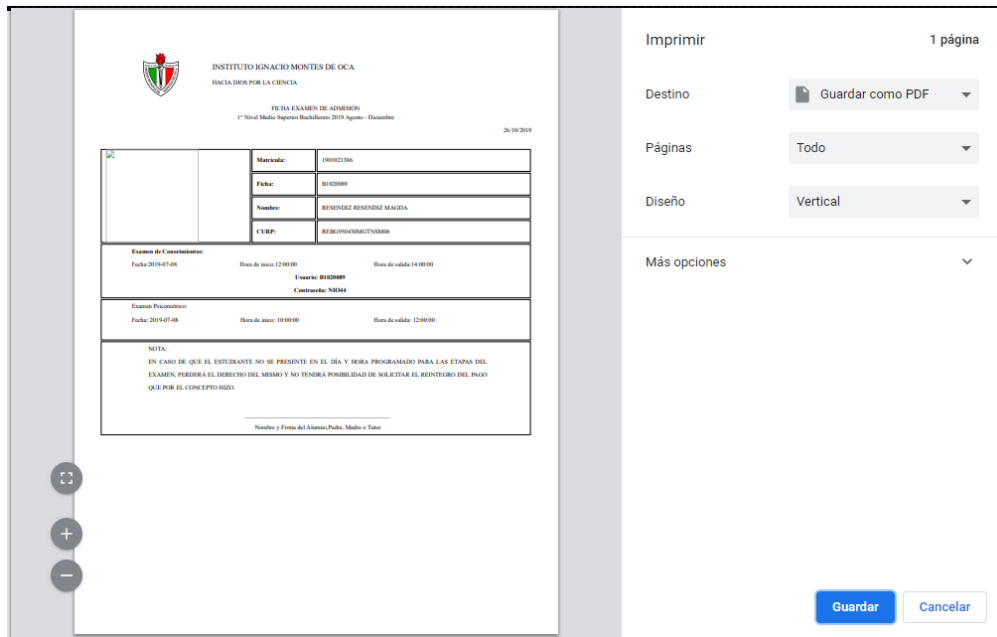 INSTITUTO IGNACIO MONTES DE OCA
HACIA DIOS POR LA CIENCIA
FICHA EXAMEN DE ADMISIÓN
1° Nivel Medio Superior Bachillerato 2019 Agosto - Diciembre
26/10/2019
Matrícula: 1901021386
Ficha: B1020089
Nombre: RESENDIZ RESENDIZ MAGDA
CURP:
Examen de Conocimientos:
Fecha:2019-07-08 Hora de inico:12:00:00 Hora de salida:14:00:00
Usuario: B1020089
Contraseña: NIO44
Examen Psicométrico:
Fecha: 2019-07-08 Hora de inico: 10:00:00 Hora de salida: 12:00:00
NOTA:
EN CASO DE QUE EL ESTUDIANTE NO SE PRESENTE EN EL DÍA Y HORA PROGRAMADO PARA LAS ETAPAS DEL
EXAMEN, PERDERÁ EL DERECHO DEL MISMO Y NO TENDRÁ POSIBILIDAD DE SOLICITAR EL REINTEGRO DEL PAGO
QUE POR EL CONCEPTO HIZO.
Nombre y Firma del Alumno,Padre, Madre o Tutor
Imprimir 1 página
Destino Guardar como PDF
Páginas Todo
Diseño Vertical
Más opciones
Guardar Cancelar